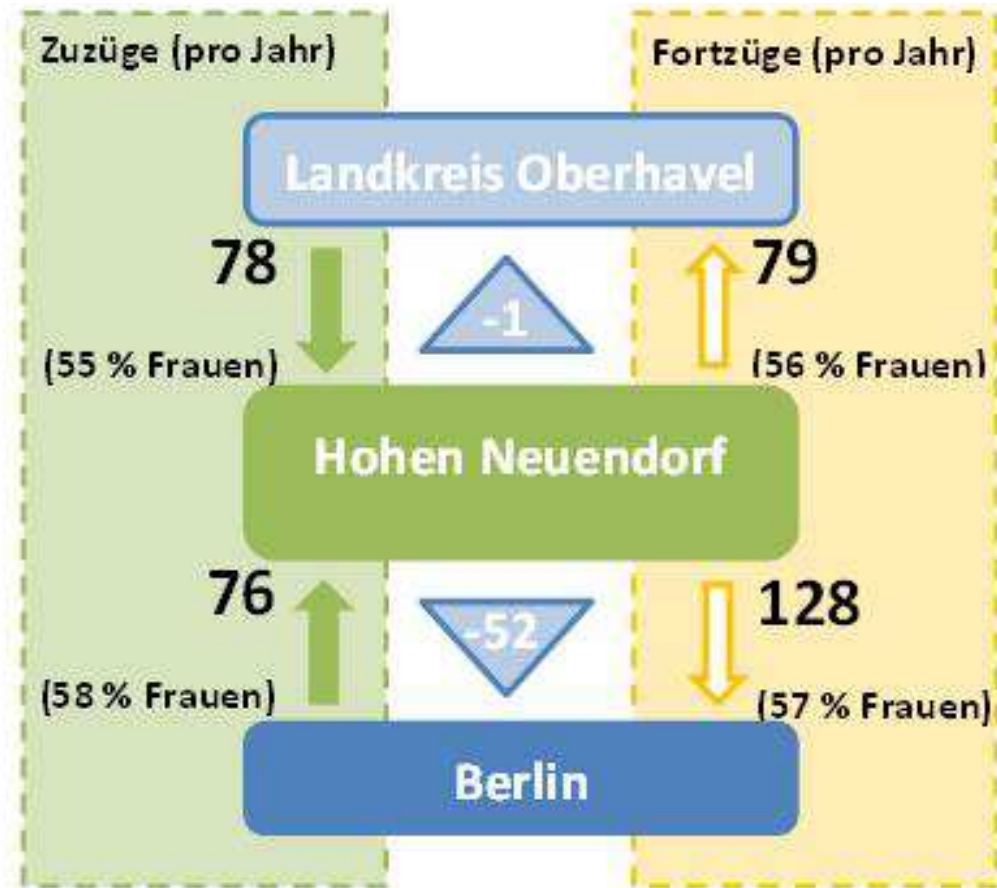 Zuzüge (pro Jahr)
Fortzüge (pro Jahr)
Landkreis Oberhavel
78
-1
79
(55 % Frauen)
(56 % Frauen)
Hohen Neuendorf
76
-52
128
(58 % Frauen)
(57 % Frauen)
Berlin